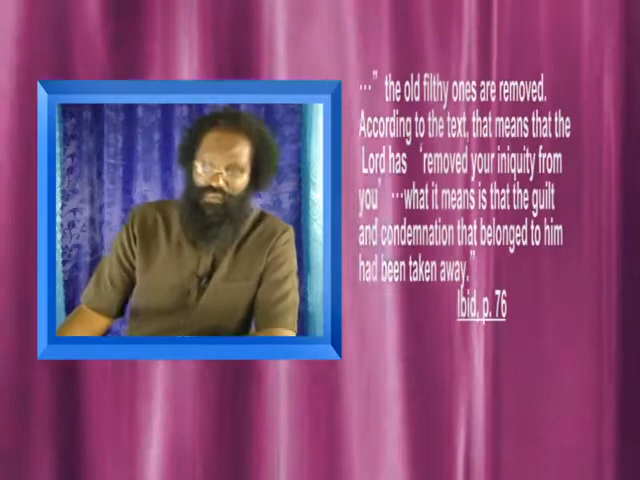 …” the old filthy ones are removed.
According to the text, that means that the
Lord has ‘removed your iniquity from
you’ …what it means is that the guilt
and condemnation that belonged to him
had been taken away.”
Ibid, p. 76